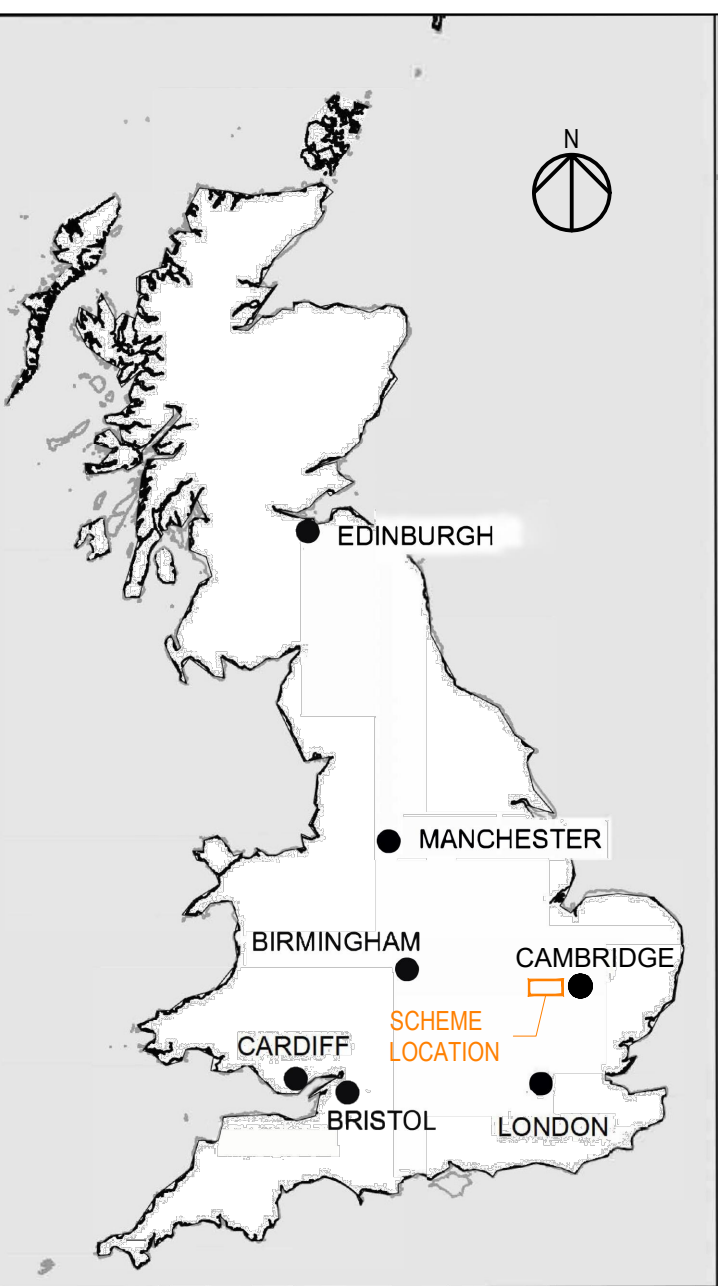 N
EDINBURGH
MANCHESTER
BIRMINGHAM
CAMBRIDGE
SCHEME
LOCATION
CARDIFF
BRISTOL
LONDON